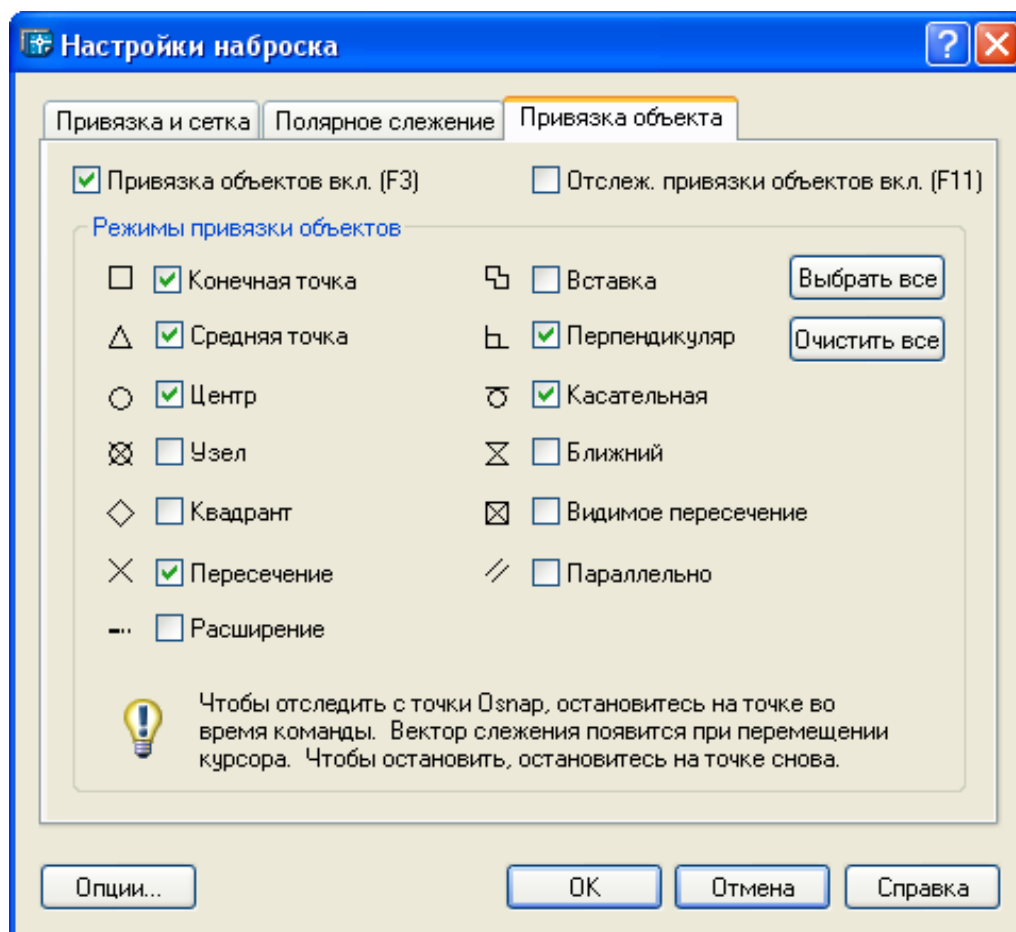 Настройки наброска
Привязка и сетка
Полярное слежение
Привязка объекта
Привязка объектов вкл. (F3)
Отслеж. привязки объектов вкл. (F11)
Режимы привязки объектов
Конечная точка
Вставка
Выбрать все
Средняя точка
Перпендикуляр
Очистить все
Центр
Касательная
Узел
Ближний
Квадрант
Видимое пересечение
Пересечение
Параллельно
Расширение
Чтобы отследить с точки Osnap, остановитесь на точке во
время команды. Вектор слежения появится при перемещении
курсора. Чтобы остановить, остановитесь на точке снова.
Опции...
OK
Отмена
Справка